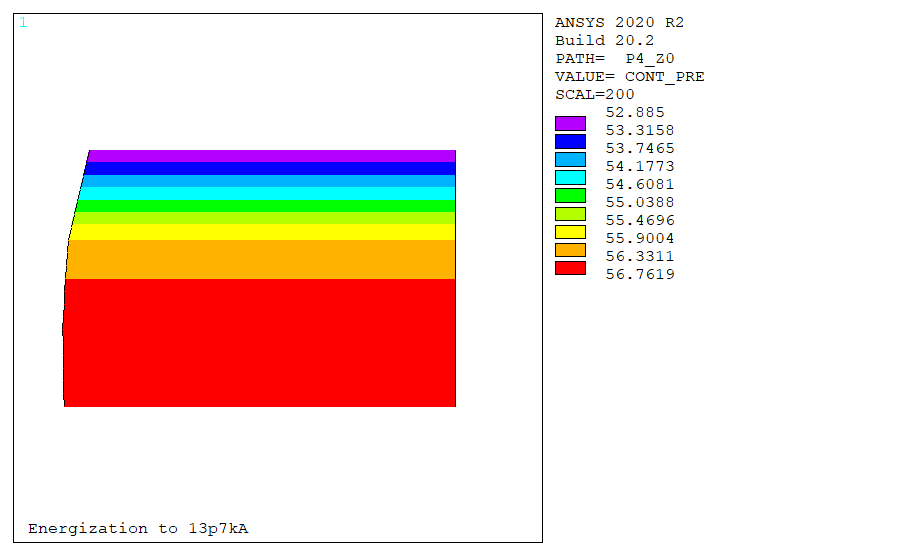 1
ANSYS 2020 R2
Build 20.2
PATH= P4_Z0
VALUE= CONT_PRE
SCAL=200
52.885
53.3158
53.7465
54.1773
54.6081
55.0388
55.4696
55.9004
56.3311
56.7619
Energization to 13p7kA